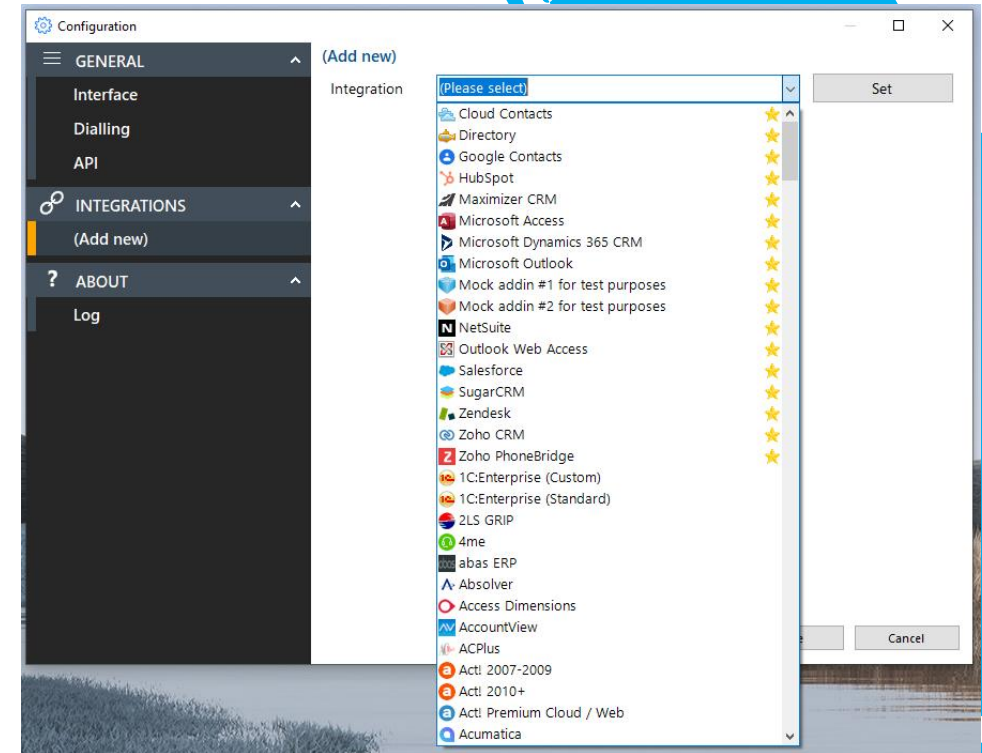 Configuration
GENERAL
Interface
Dialling
API
INTEGRATIONS
(Add new)
ABOUT
Log
(Add new)
Integration
(Please select)
Set
Cloud Contacts
Directory
Google Contacts
HubSpot
Maximizer CRM
Microsoft Access
Microsoft Dynamics 365 CRM
Microsoft Outlook
Mock addin #1 for test purposes
Mock addin #2 for test purposes
NetSuite
Outlook Web Access
Salesforce
SugarCRM
Zendesk
Zoho CRM
Zoho PhoneBridge
1C:Enterprise (Custom)
1C:Enterprise (Standard)
2LS GRIP
4me
abas ERP
Absolver
Access Dimensions
AccountView
ACPlus
Act! 2007-2009
Act! 2010+
Act! Premium Cloud / Web
Acumatica
Cancel